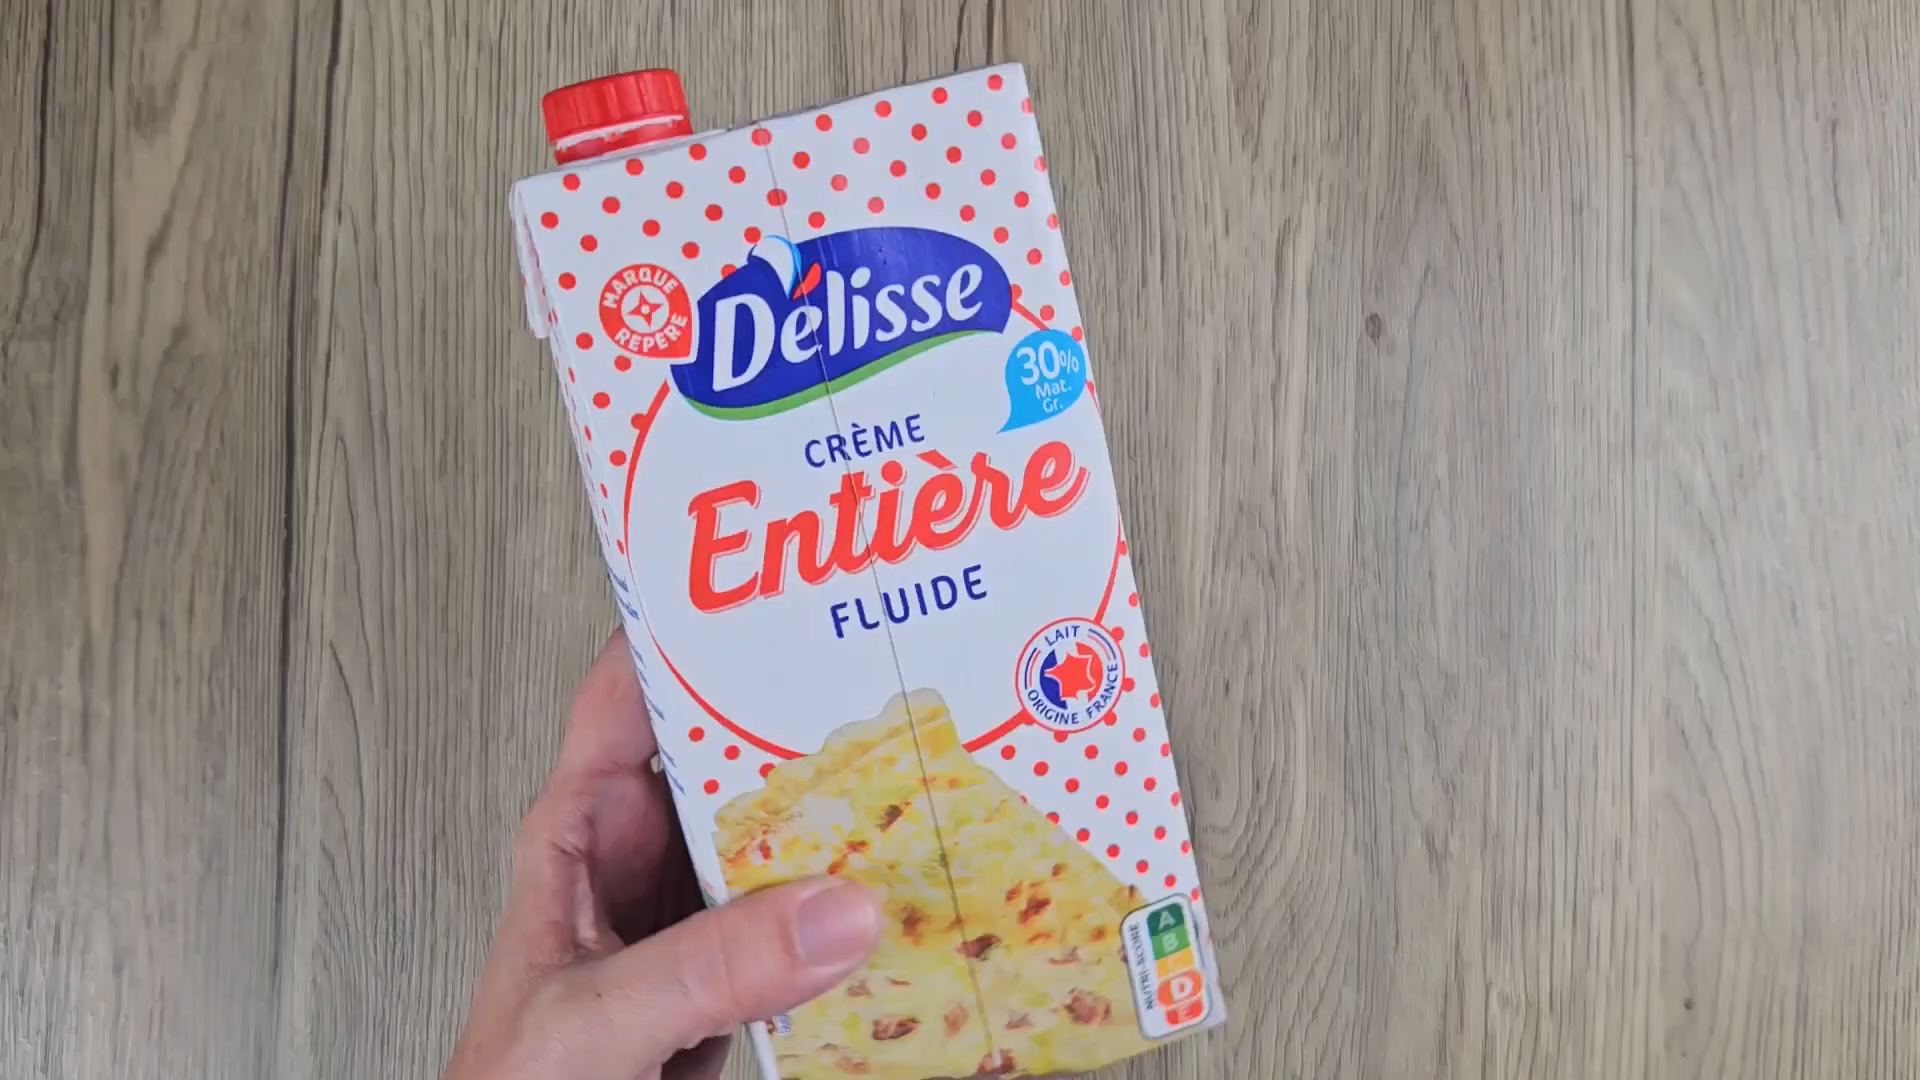 MARQUE
REPÈRE
Délisse
30%
Mat.
Gr.
CRÈME
Entière
FLUIDE
LAIT
ORIGINE FRANCE
NUTRI-SCORE
A
B
D
E